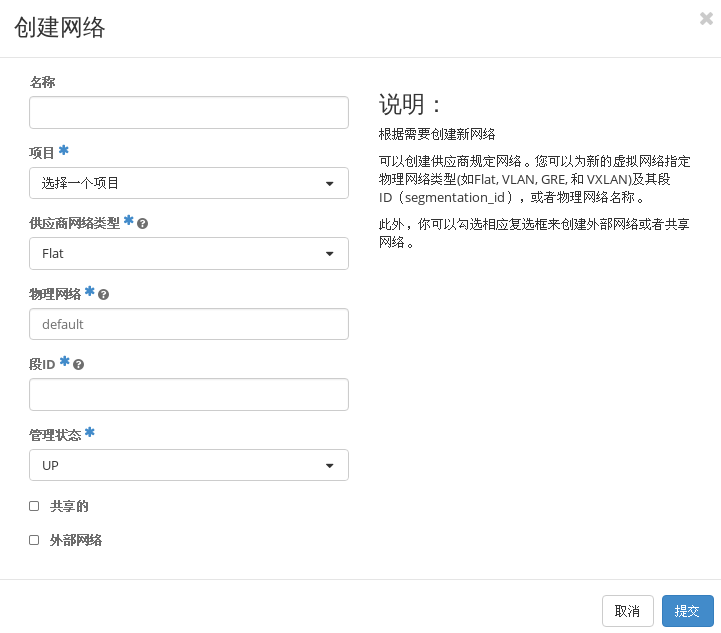 创建网络
名称
项目
选择一个项目
供应商网络类型
Flat
物理网络
default
段ID
管理状态
UP
共享的
外部网络
说明：
根据需要创建新网络
可以创建供应商规定网络。您可以为新的虚拟网络指定
物理网络类型(如Flat, VLAN, GRE, 和 VXLAN)及其段
ID（segmentation_id），或者物理网络名称。
此外，你可以勾选相应复选框来创建外部网络或者共享
网络。
取消
提交